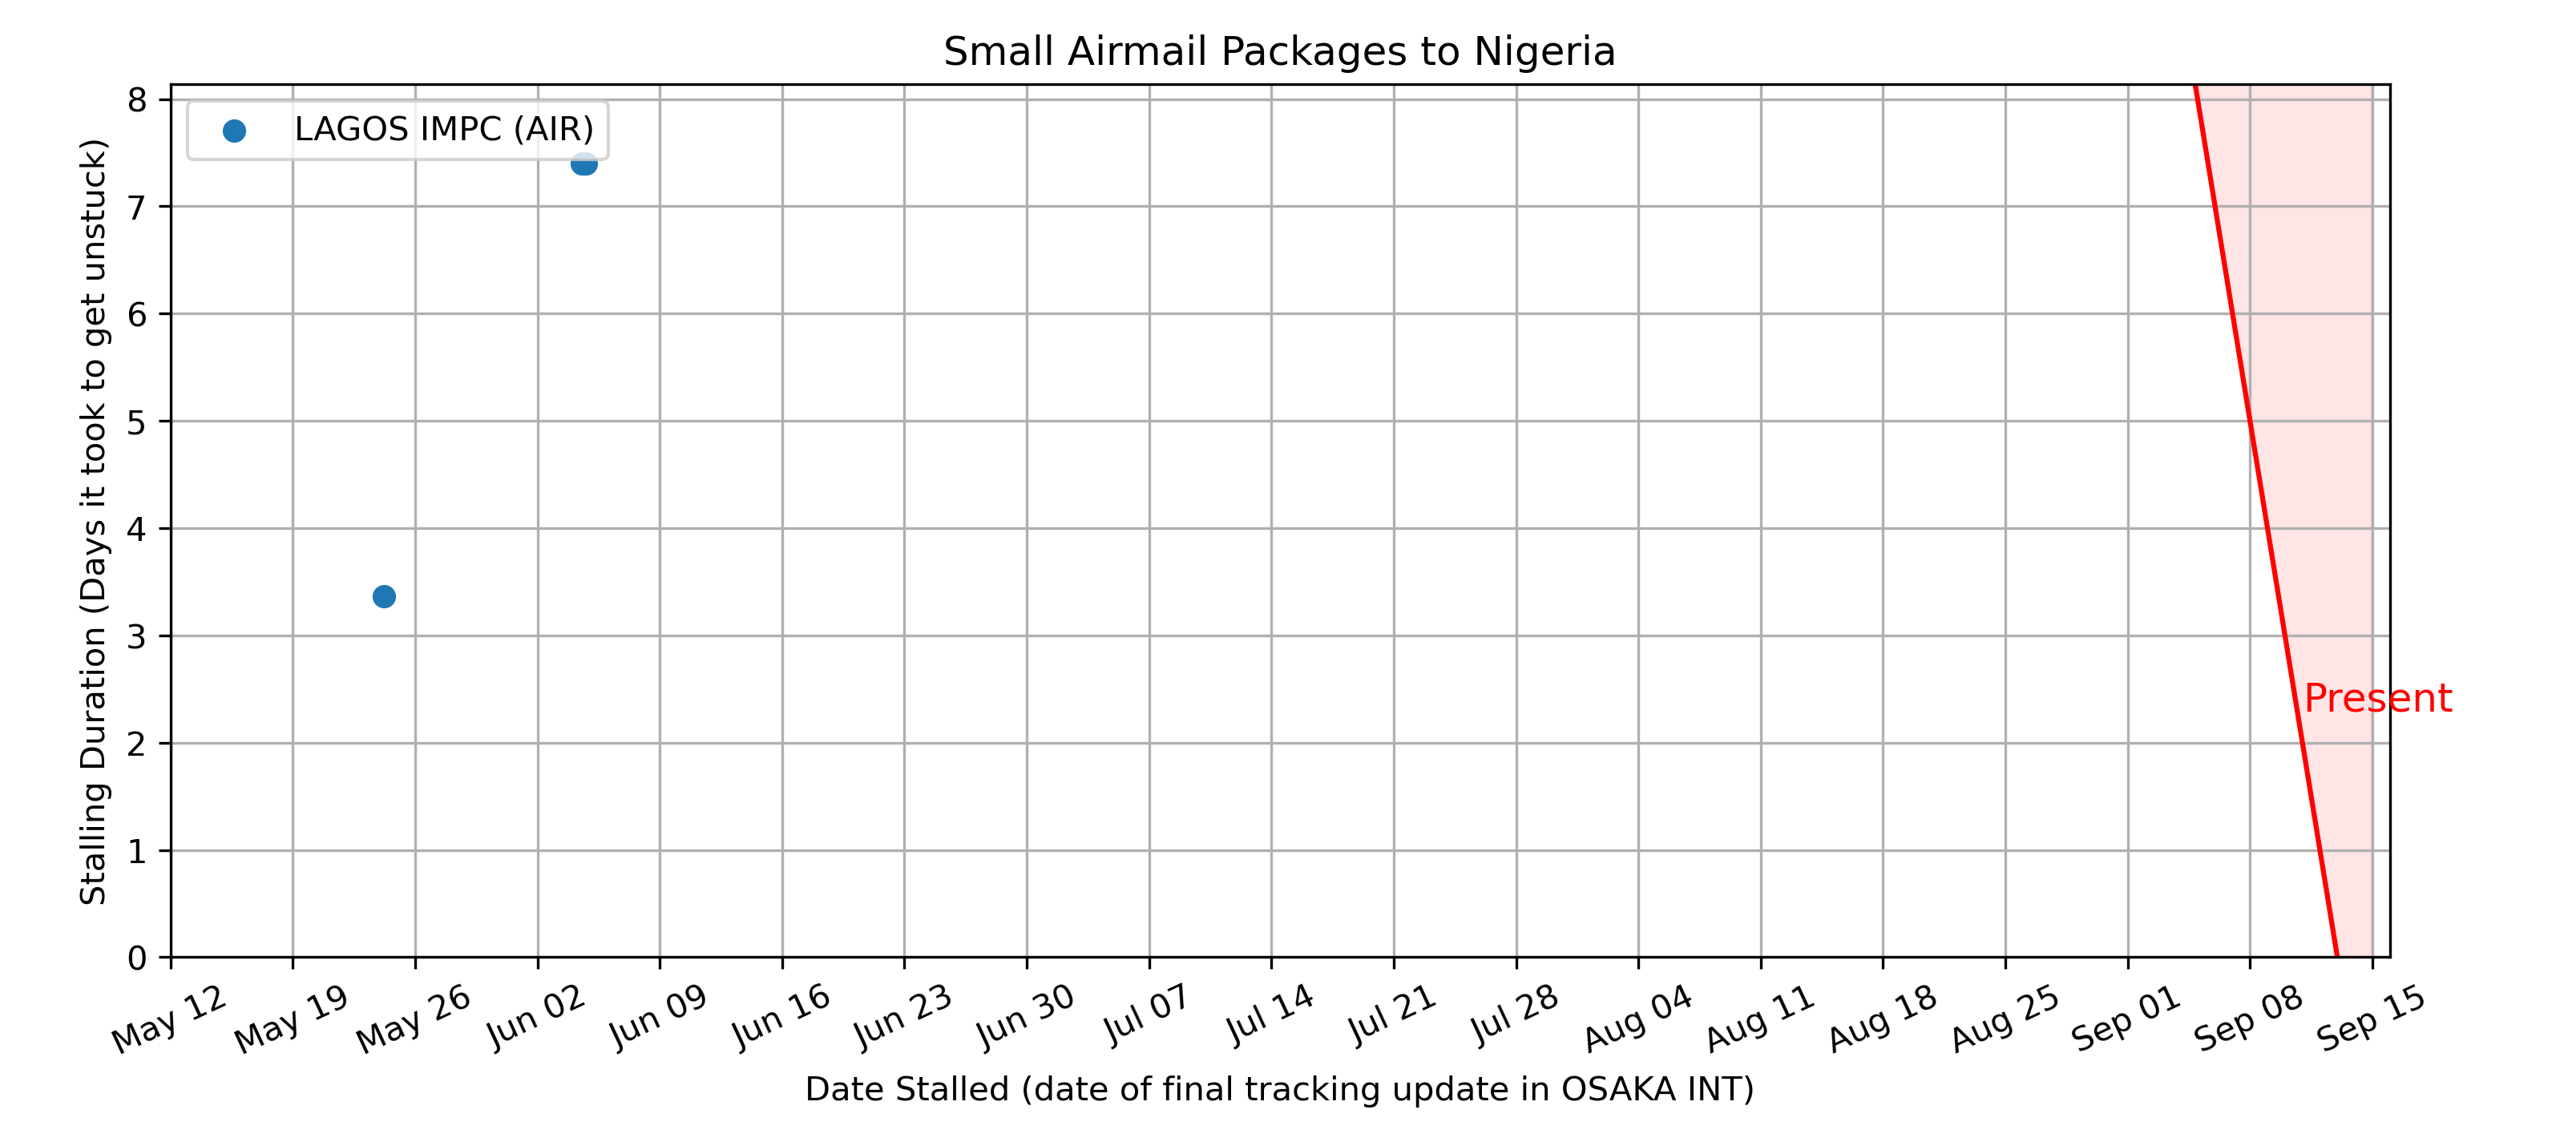 Small Airmail Packages to Nigeria
LAGOS IMPC (AIR)
Stalling Duration (Days it took to get unstuck)
8
7
6
5
4
3
2
1
0
Present
May 12
May 19
May 26
Jun 02
Jun 09
Jun 16
Jun 23
Jun 30
Jul 07
Jul 14
Jul 21
Jul 28
Aug 04
Aug 11
Aug 18
Aug 25
Sep 01
Sep 08
Sep 15
Date Stalled (date of final tracking update in OSAKA INT)